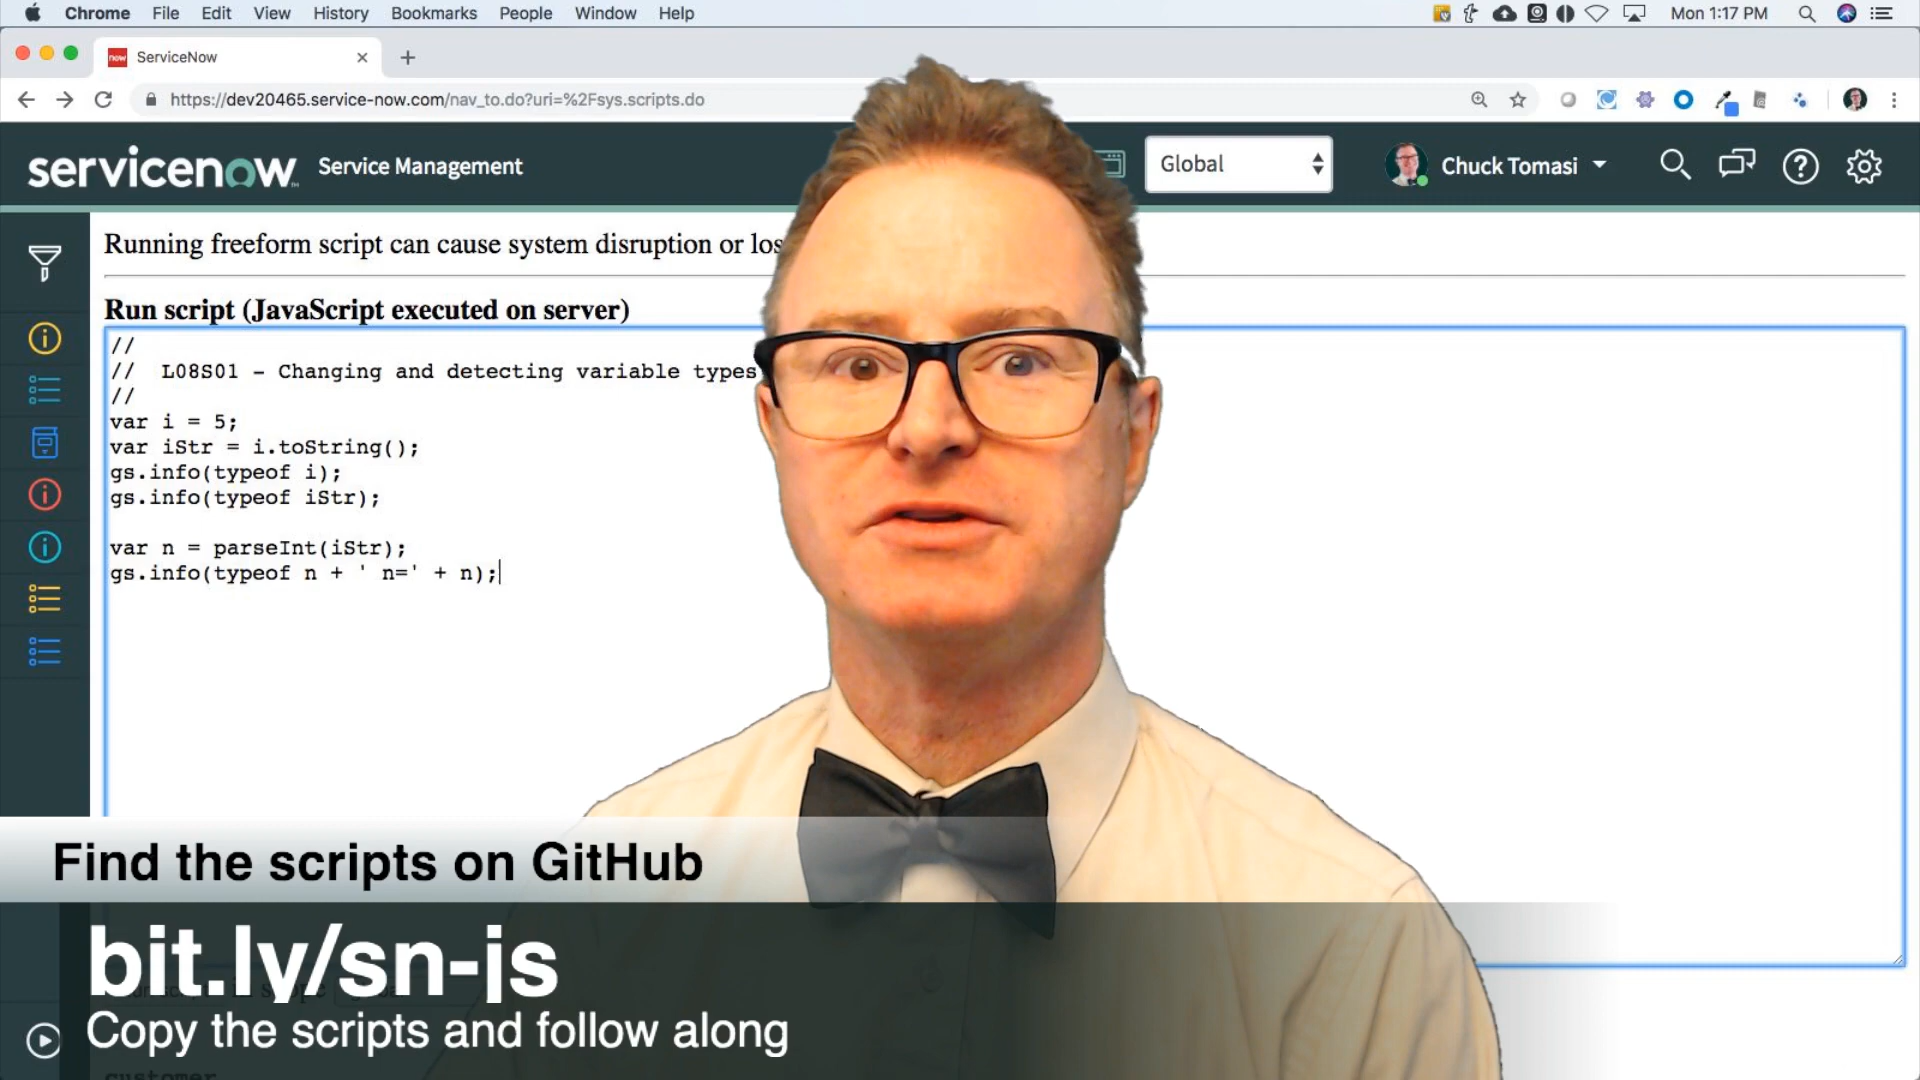 Chrome File Edit View History Bookmarks People Window Help Mon 1:17 PM
now ServiceNow
https://dev20465.service-now.com/nav_to.do?uri=%2Fsys.scripts.do
servicenow Service Management Global Chuck Tomasi
Running freeform script can cause system disruption or
Run script (JavaScript executed on server)
//
// L08S01 - Changing and detecting variable types
//
var i = 5;
var iStr = i.toString();
gs.info(typeof i);
gs.info(typeof iStr);
var n = parseInt(iStr);
gs.info(typeof n + ' n=' + n);
Find the scripts on GitHub
bit.ly/sn-js
Copy the scripts and follow along